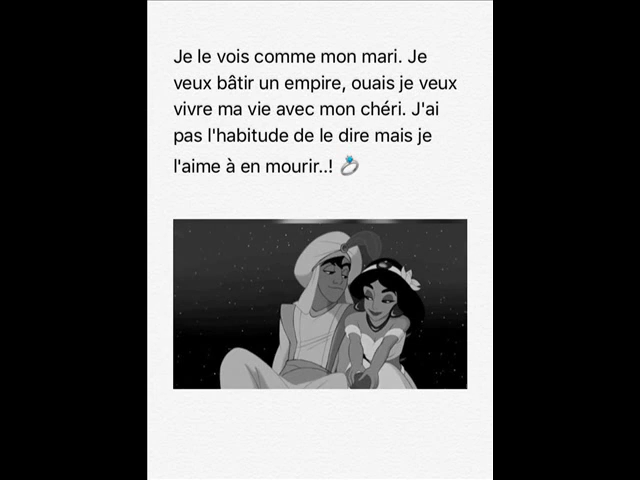 Je le vois comme mon mari. Je
veux bâtir un empire, ouais je veux
vivre ma vie avec mon chéri. J'ai
pas l'habitude de le dire mais je
l'aime à en mourir..! 💍